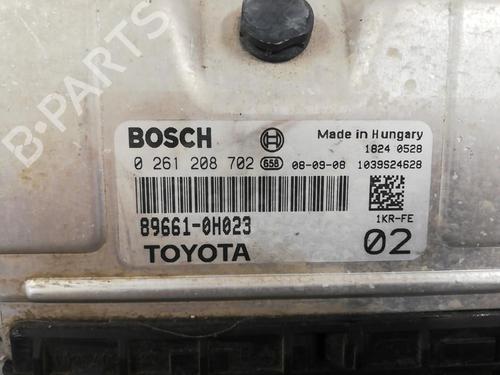 B-PARTS
BOSCH
Made in Hungary
1824 0528
0 261 208 702 658 08-09-08 1039S24628
89661-0H023
1KR-FE
TOYOTA
02